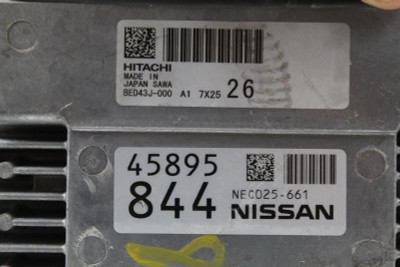 HITACHI
MADE IN
JAPAN SAWA
BED43J-000 A1 7X25 26
45895
844
NEC025-661
NISSAN